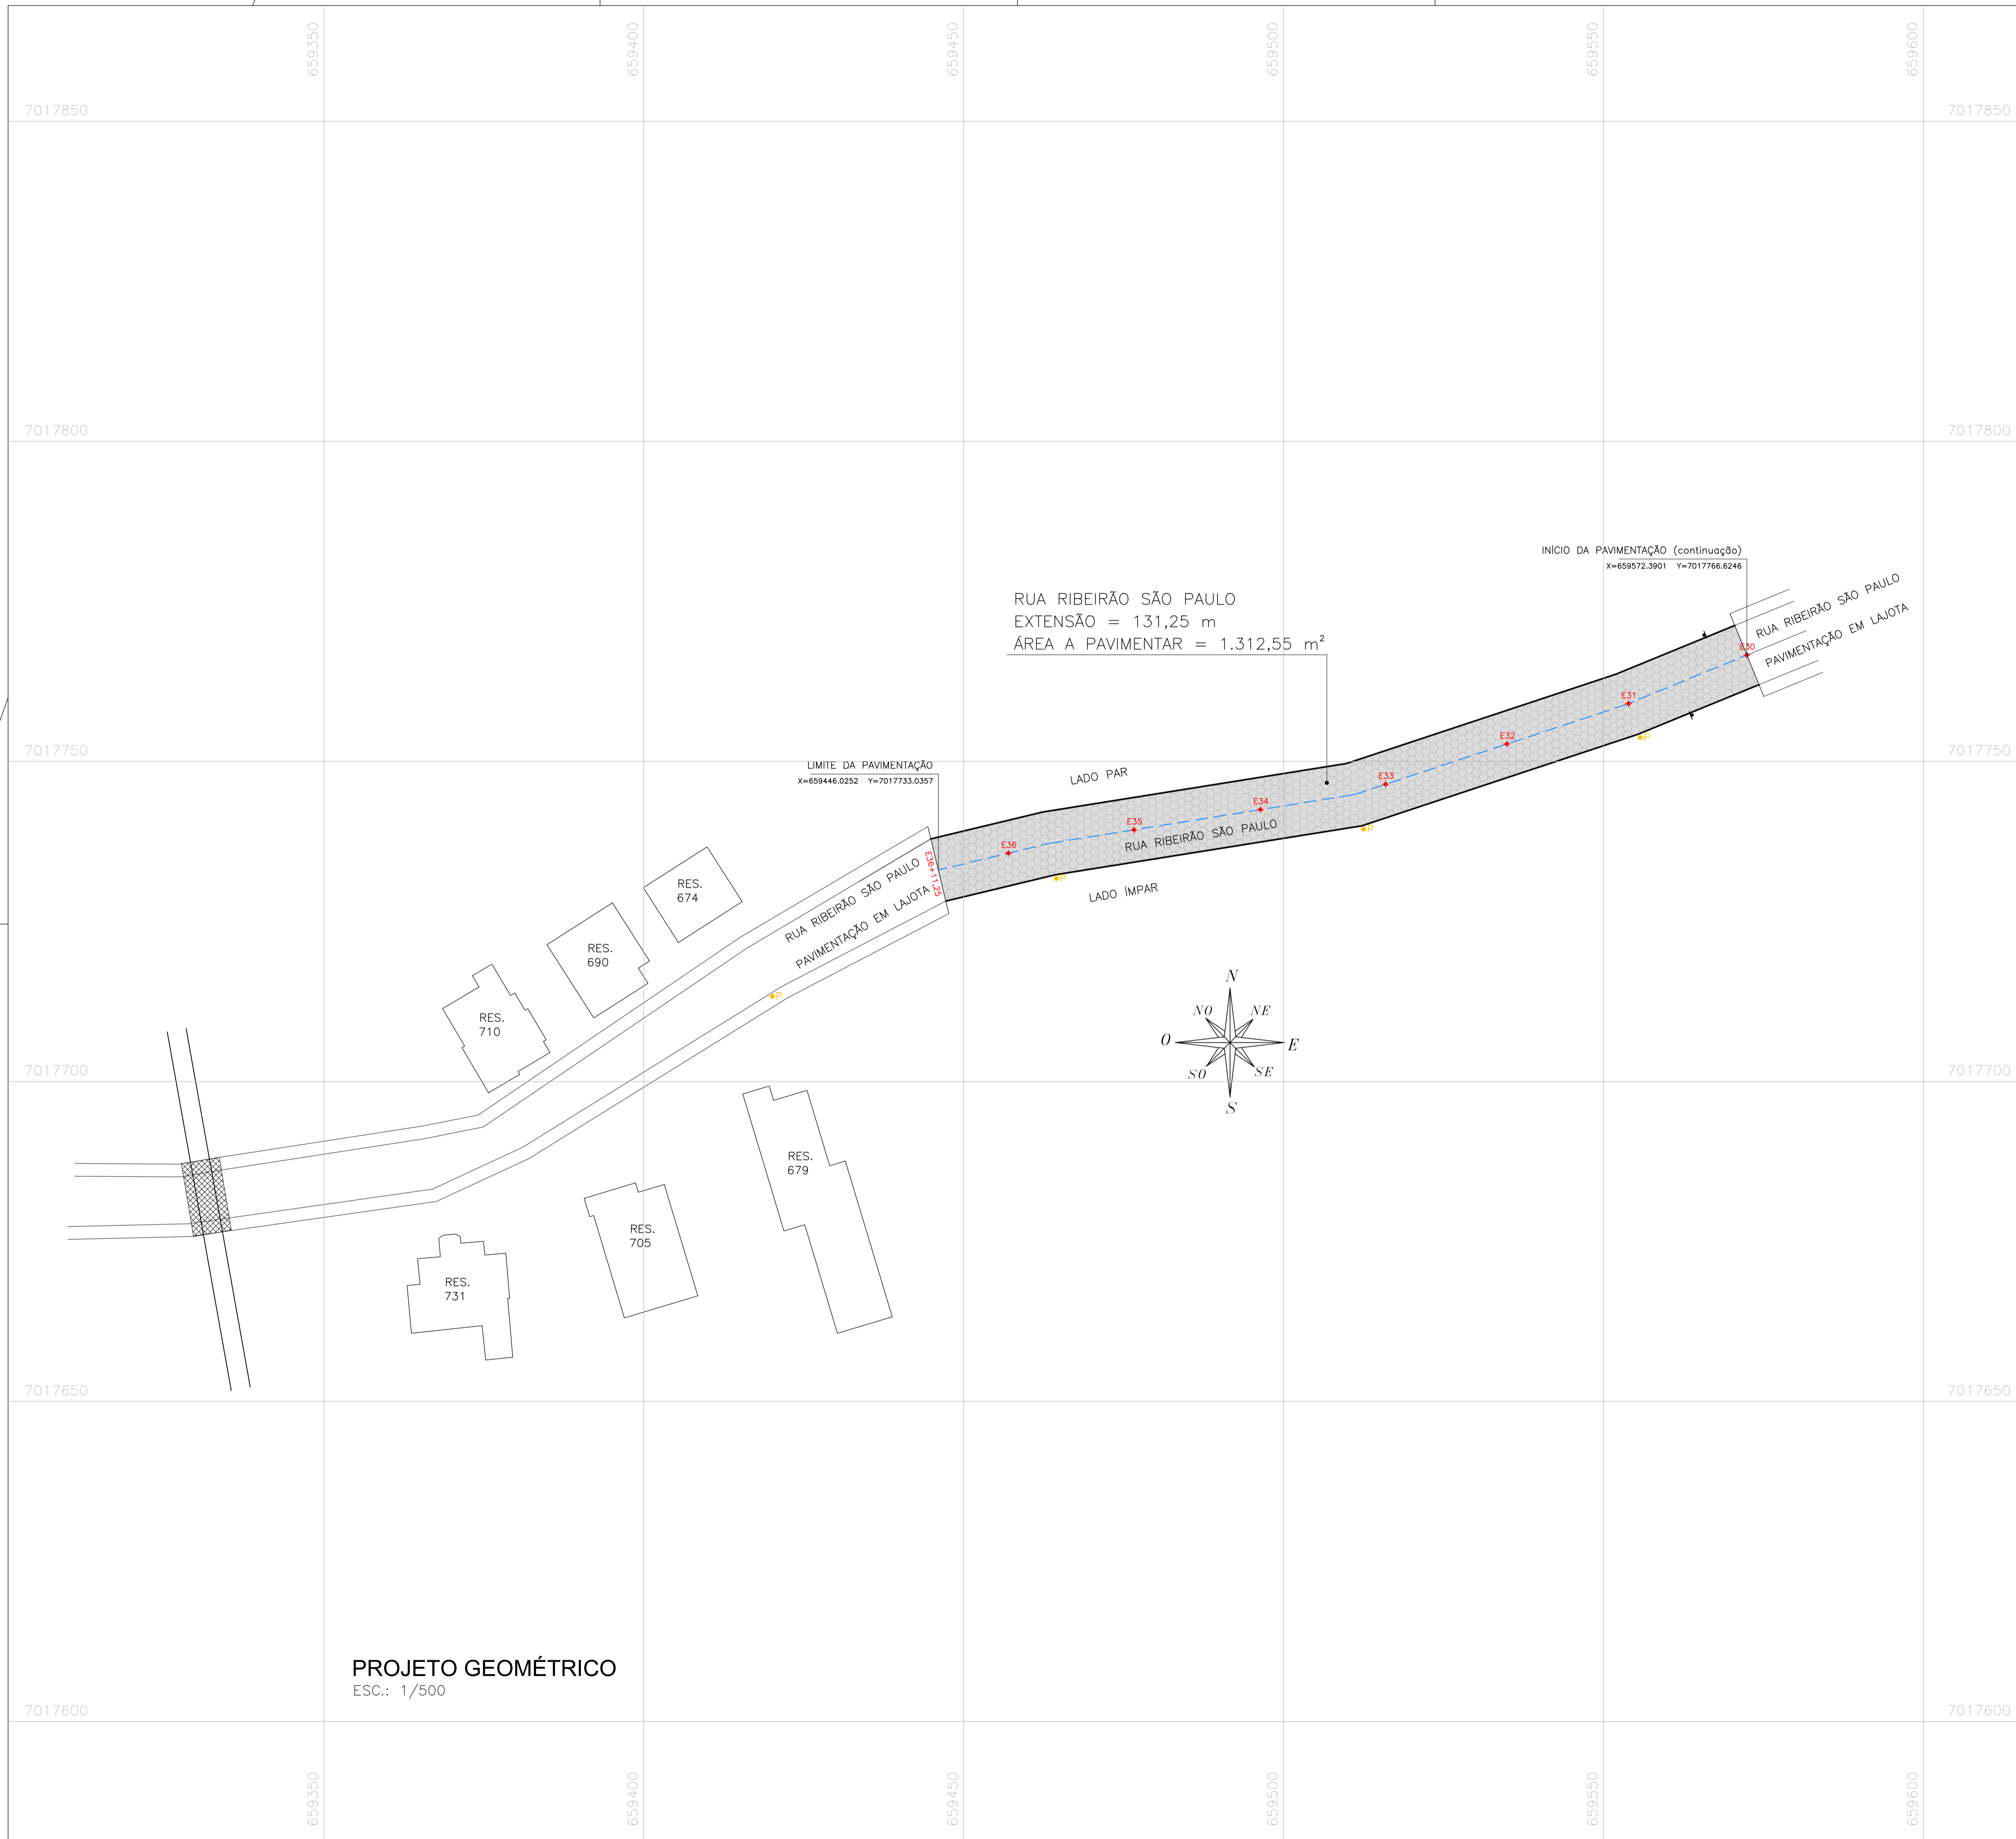 659350
659400
659450
659500
659550
659600
7017850
7017850
7017800
7017800
INÍCIO DA PAVIMENTAÇÃO (continuação)
X=659572.3901 Y=7017766.6246
RUA RIBEIRÃO SÃO PAULO
PAVIMENTAÇÃO EM LAJOTA
RUA RIBEIRÃO SÃO PAULO
EXTENSÃO = 131,25 m
ÁREA A PAVIMENTAR = 1.312,55 m²
E30
E31
E32
P
7017750
7017750
LIMITE DA PAVIMENTAÇÃO
X=659446.0252 Y=7017733.0357
LADO PAR
E33
E34
E35
E36
P
RUA RIBEIRÃO SÃO PAULO
E36+11,25
P
LADO ÍMPAR
RUA RIBEIRÃO SÃO PAULO
PAVIMENTAÇÃO EM LAJOTA
RES.
674
RES.
690
P
RES.
710
N
NO
NE
O
E
SO
SE
S
7017700
7017700
RES.
679
RES.
705
RES.
731
7017650
7017650
PROJETO GEOMÉTRICO
ESC.: 1/500
7017600
7017600
659350
659400
659450
659500
659550
659600